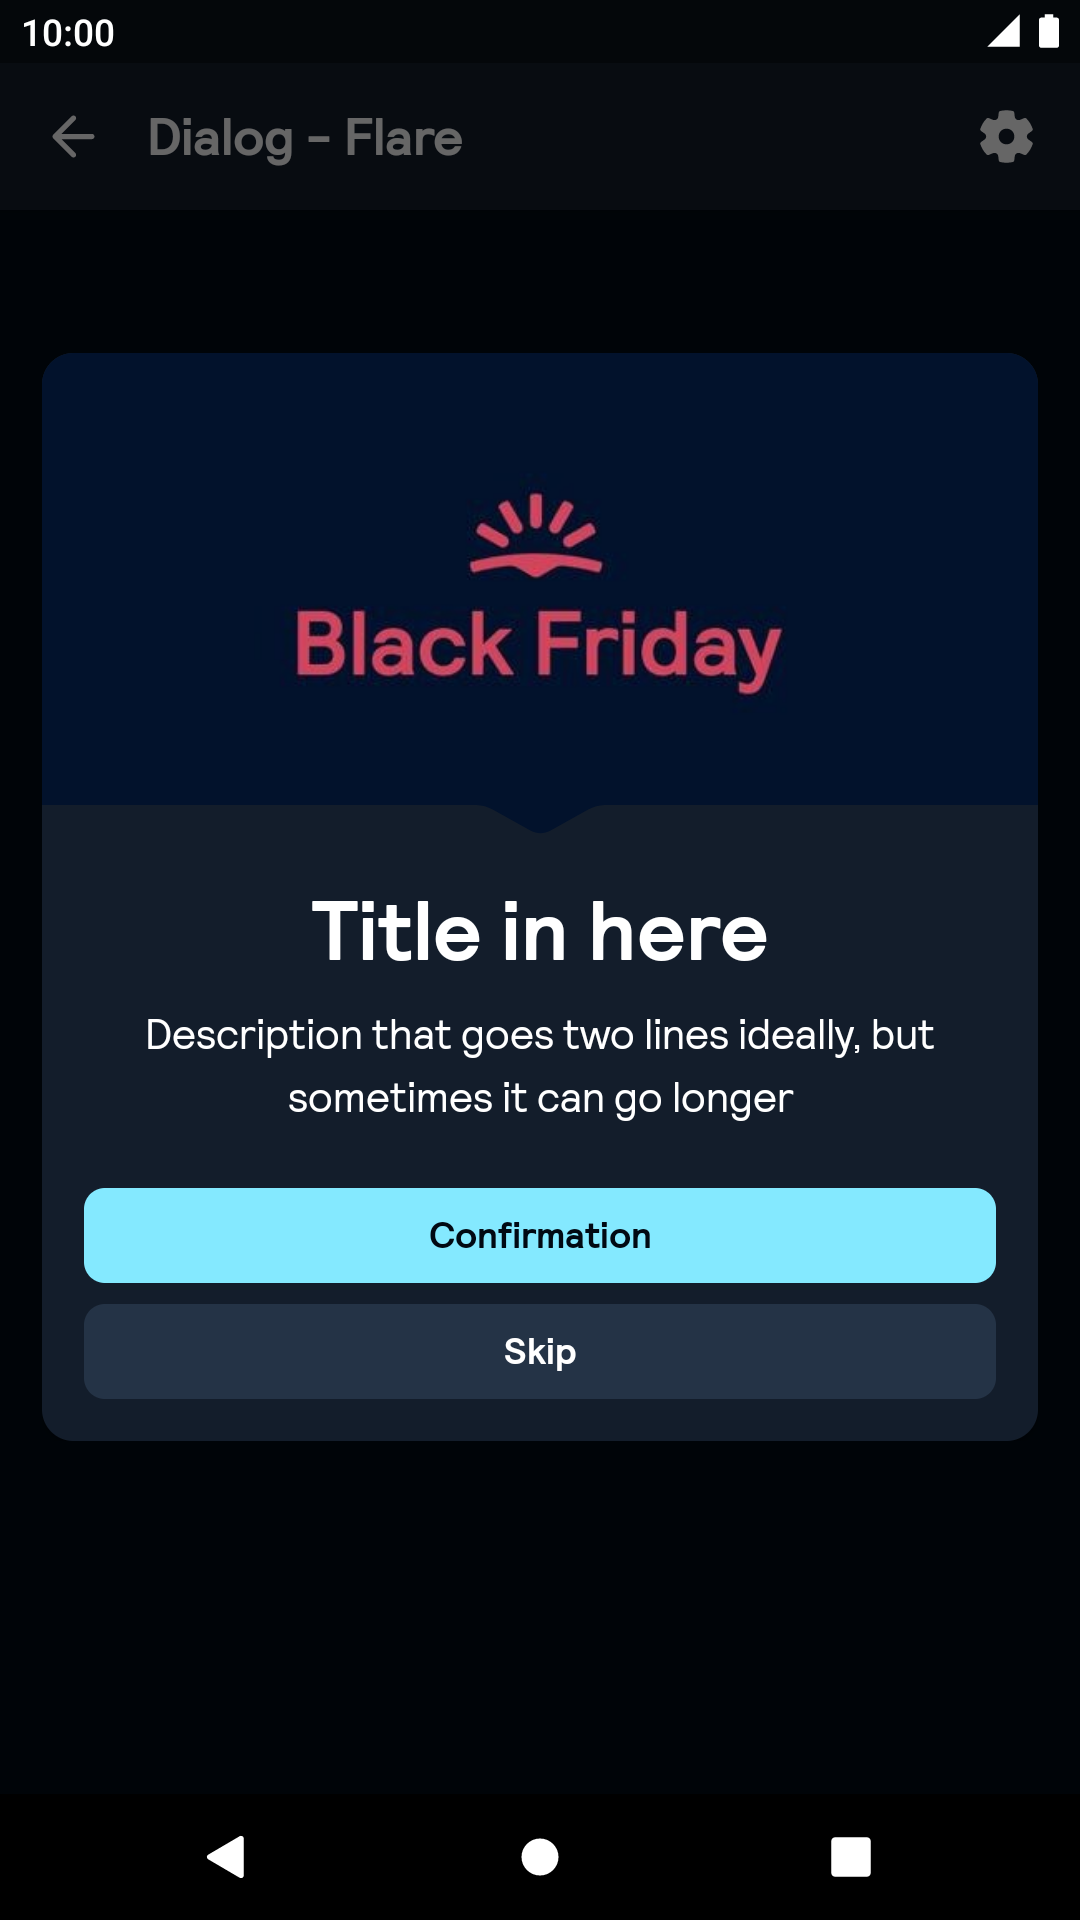 10:00
Dialog - Flare
Black Friday
Title in here
Description that goes two lines ideally, but
sometimes it can go longer
Confirmation
Skip